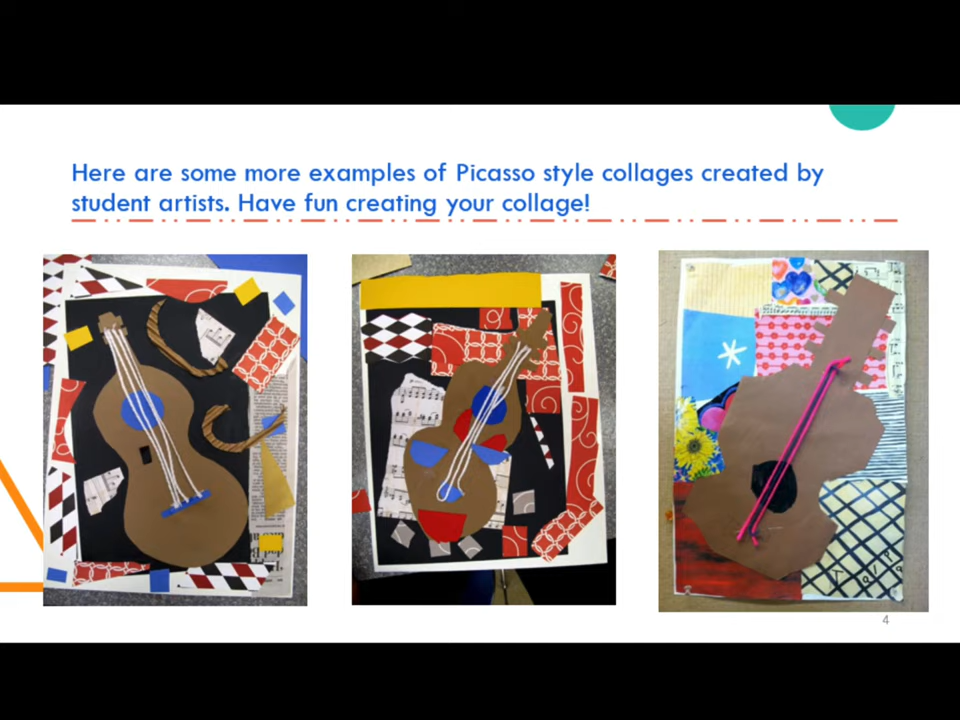 Here are some more examples of Picasso style collages created by
student artists. Have fun creating your collage!
Talia
4